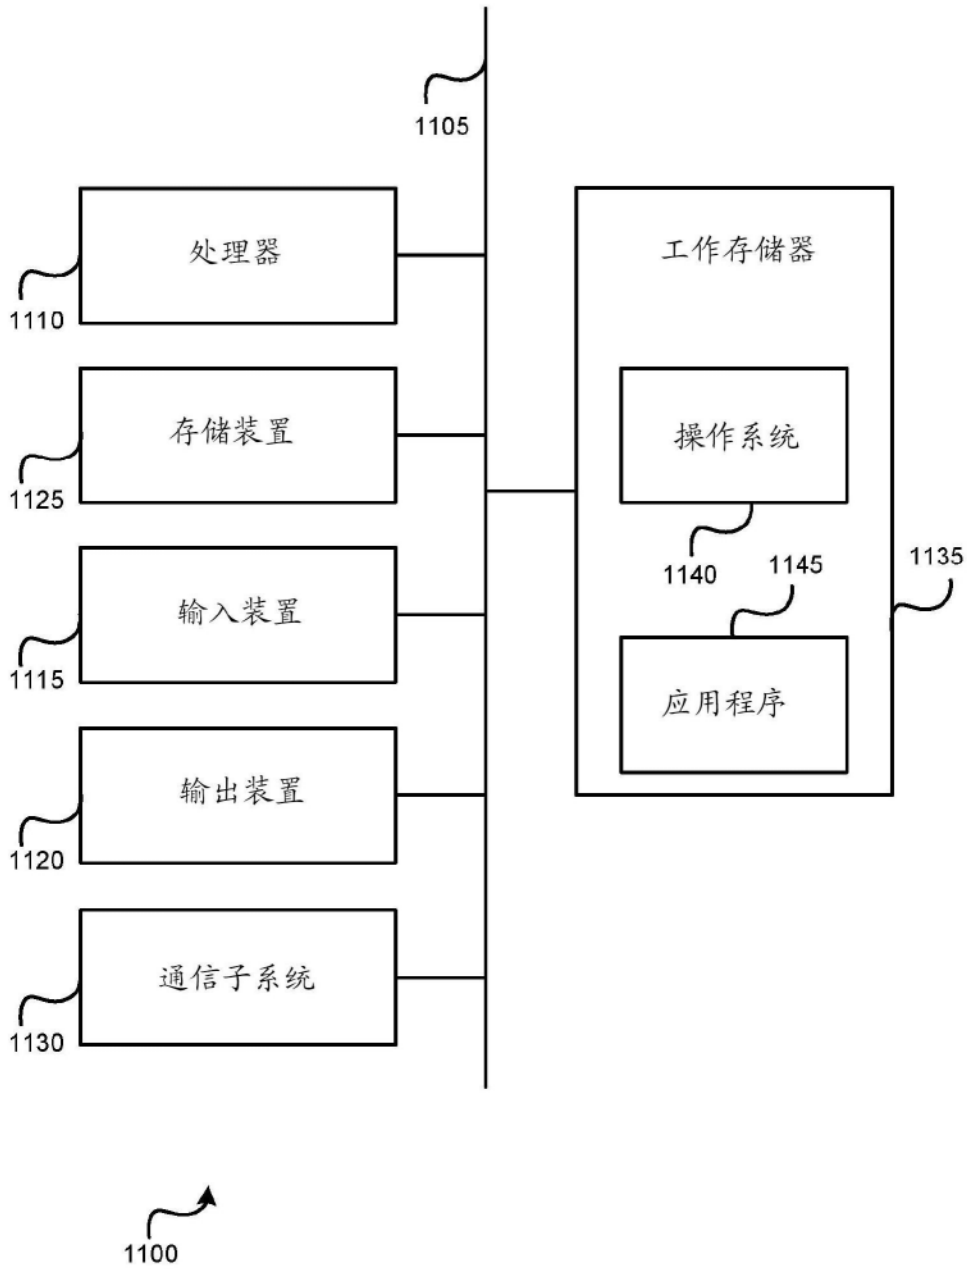 1105
处理器
1110
存储装置
1125
输入装置
1115
输出装置
1120
通信子系统
1130
工作存储器
操作系统
1140
1145
应用程序
1135
1100